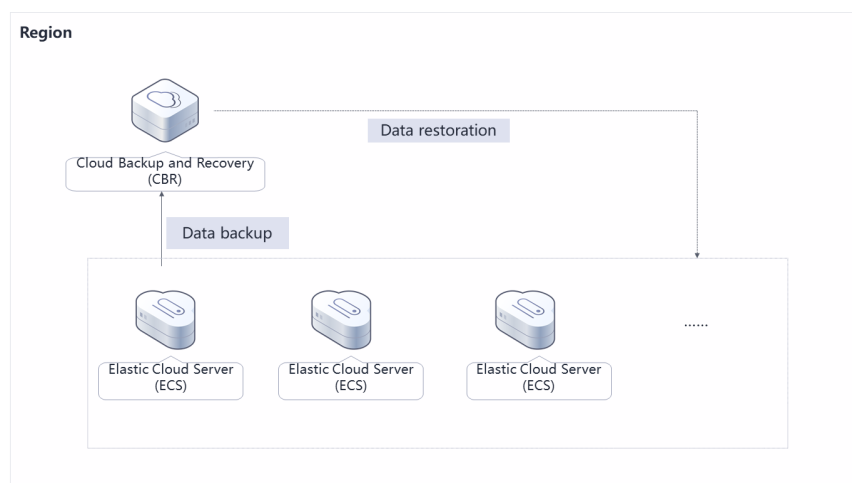 Region
Data restoration
Cloud Backup and Recovery
(CBR)
Data backup
......
Elastic Cloud Server
(ECS)
Elastic Cloud Server
(ECS)
Elastic Cloud Server
(ECS)